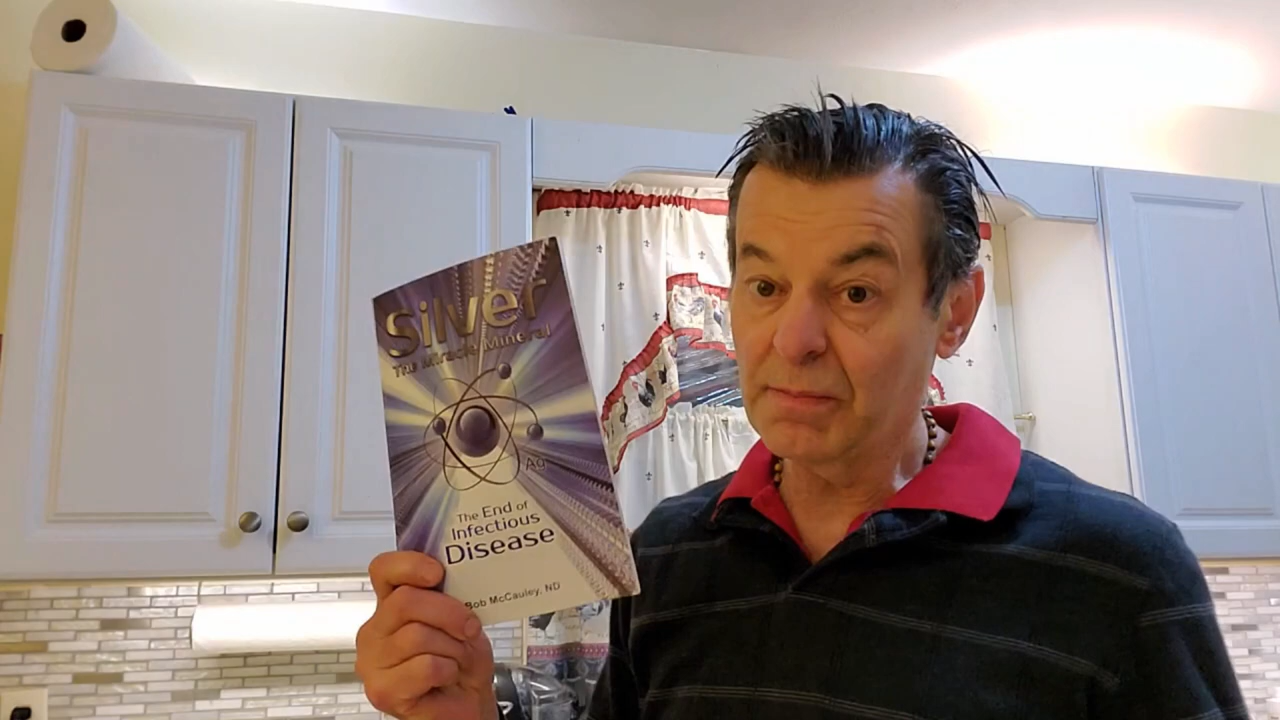 Silver
The Miracle Mineral
Ag
The End of
Infectious
Disease
Bob McCauley, ND